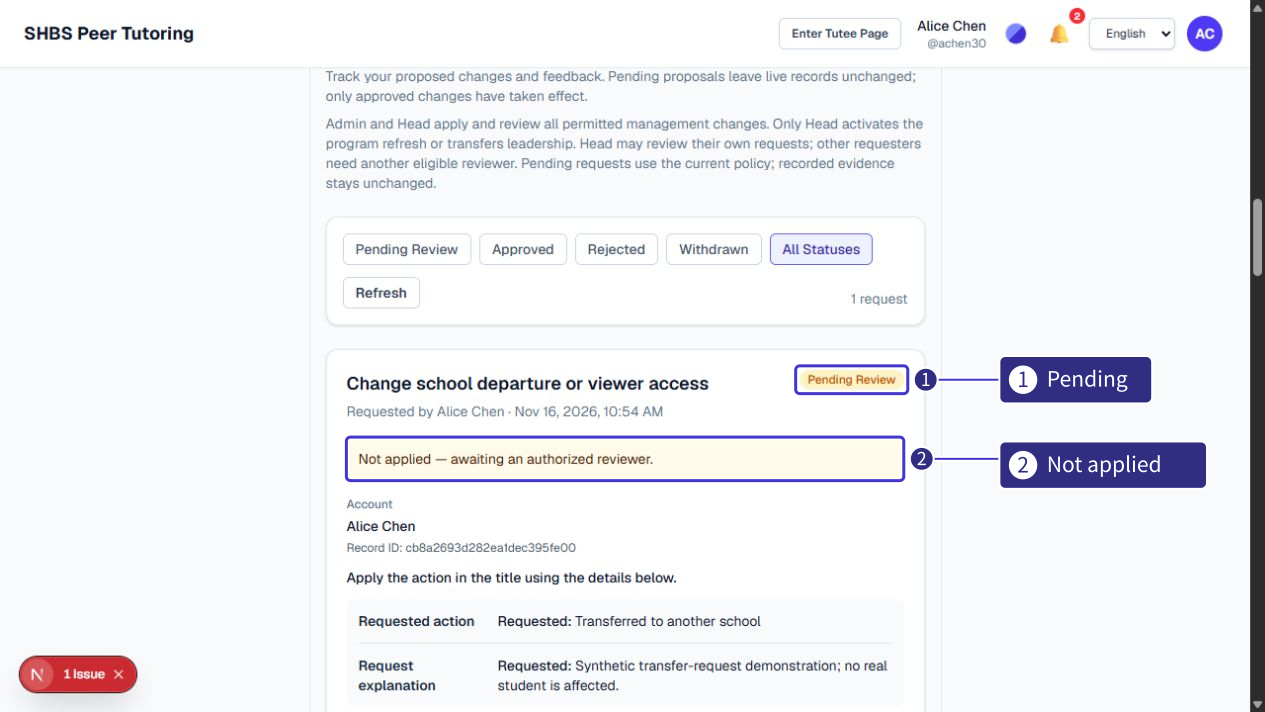 SHBS Peer Tutoring
Enter Tutee Page
Alice Chen
@achen30
2
English
AC
Track your proposed changes and feedback. Pending proposals leave live records unchanged;
only approved changes have taken effect.
Admin and Head apply and review all permitted management changes. Only Head activates the
program refresh or transfers leadership. Head may review their own requests; other requesters
need another eligible reviewer. Pending requests use the current policy; recorded evidence
stays unchanged.
Pending Review
Approved
Rejected
Withdrawn
All Statuses
Refresh
1 request
Change school departure or viewer access
Pending Review
1
1 Pending
Requested by Alice Chen · Nov 16, 2026, 10:54 AM
Not applied — awaiting an authorized reviewer.
2
2 Not applied
Account
Alice Chen
Record ID: cb8a2693d282ea1dec395fe00
Apply the action in the title using the details below.
Requested action
Requested: Transferred to another school
Request
explanation
Requested: Synthetic transfer-request demonstration; no real
student is affected.
N
1 Issue